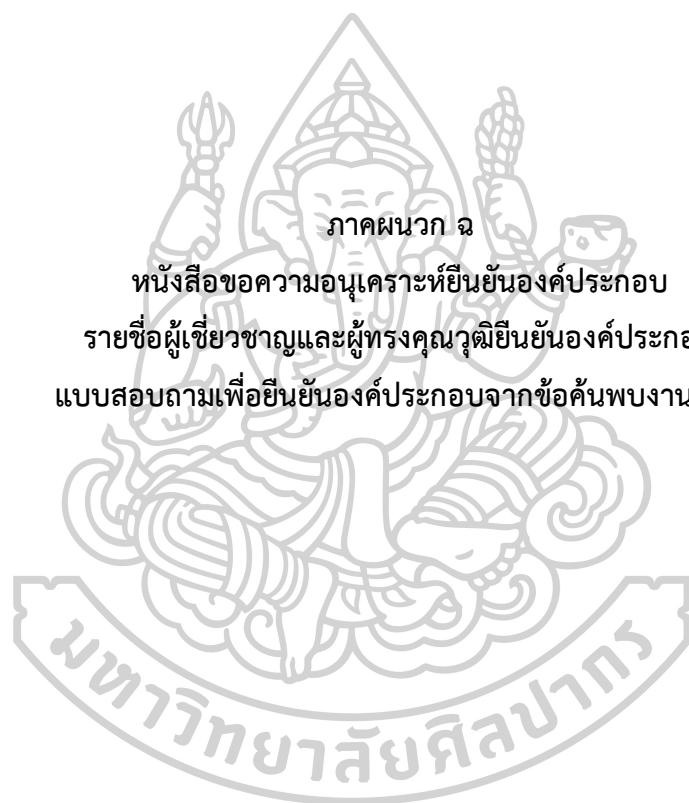 ภาคผนวก ฉ
หนังสือขอความอนุเคราะห์ยืนยันองค์ประกอบ
รายชื่อผู้เชี่ยวชาญและผู้ทรงคุณวุฒิยืนยันองค์ประกอ
แบบสอบถามเพื่อยืนยันองค์ประกอบจากข้อค้นพบงาน
มหาวิทยาลัยศิลปากร